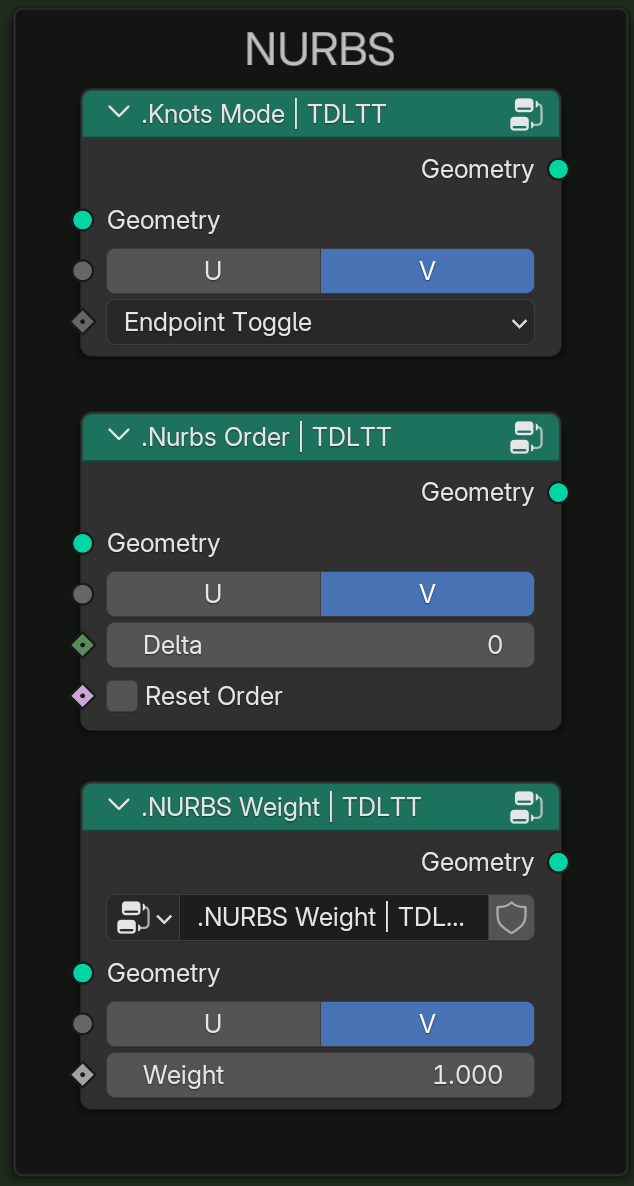 NURBS
.Knots Mode | TDLTT
Geometry
Geometry
U V
Endpoint Toggle
.Nurbs Order | TDLTT
Geometry
Geometry
U V
Delta 0
Reset Order
.NURBS Weight | TDLTT
Geometry
.NURBS Weight | TDL...
Geometry
U V
Weight 1.000